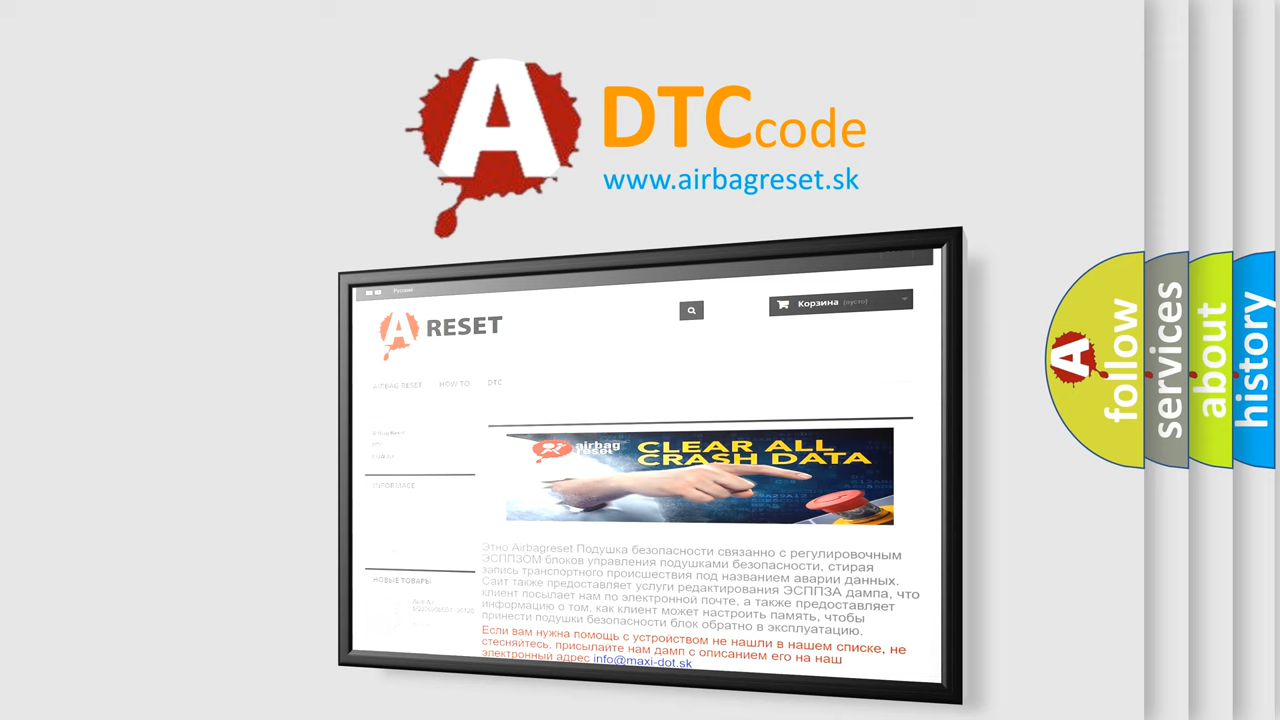 A
DTCcode
www.airbagreset.sk
Русский
A RESET
Корзина (пусто)
AIRBAG RESET HOW TO DTC
DTC
INFORMACE
airbag
reset
CLEAR ALL
CRASH DATA
Этно Airbagreset Подушка безопасности связанно с регулировочным
ЭСППЗОМ блоков управления подушками безопасности, стирая
запись транспортного происшествия под названием аварии данных.
Сайт также предоставляет услуги редактирования ЭСППЗА дампа, что
клиент посылает нам по электронной почте, а также предоставляет
информацию о том, как клиент может настроить память, чтобы
принести подушки безопасности блок обратно в эксплуатацию.
Если вам нужна помощь с устройством не нашли в нашем списке, не
стесняйтесь, присылайте нам дамп с описанием его на наш
электронный адрес info@maxi-dot.sk
НОВЫЕ ТОВАРЫ
A
follow
services
about
history